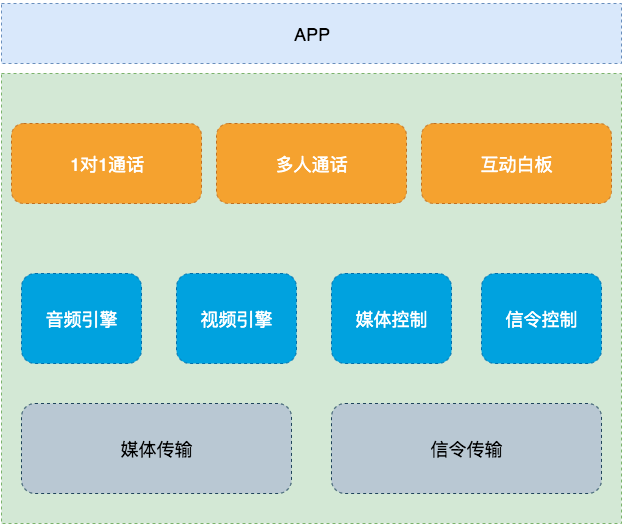 APP
1对1通话
多人通话
互动白板
音频引擎
视频引擎
媒体控制
信令控制
媒体传输
信令传输